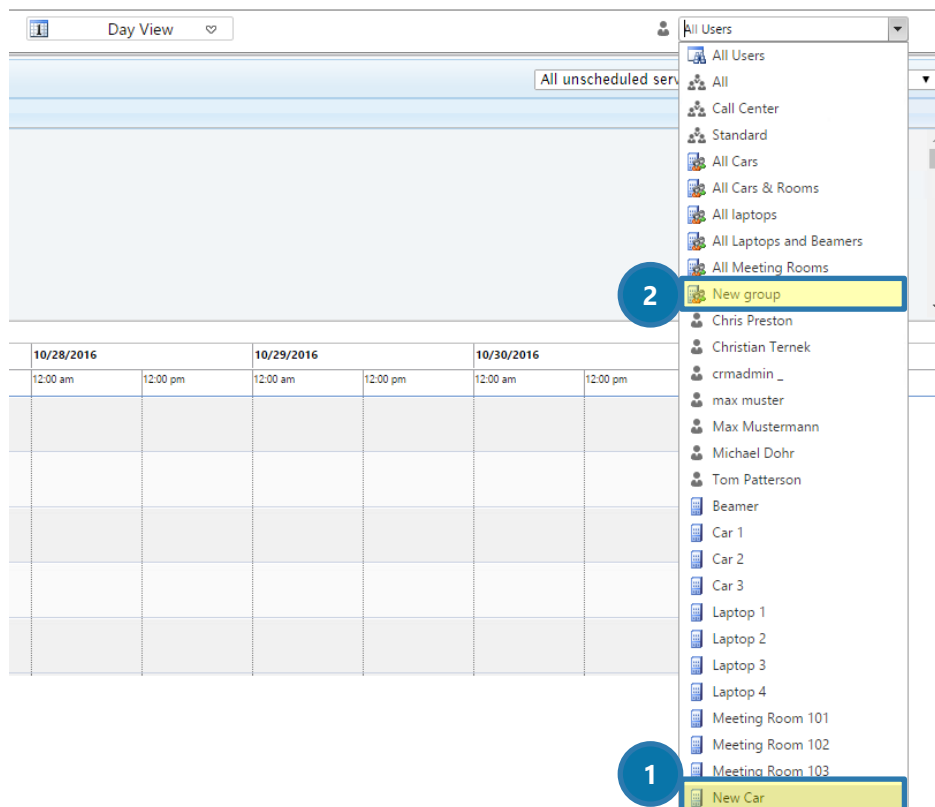 1 Day View
All Users
All unscheduled serv
All Users
All
Call Center
Standard
All Cars
All Cars & Rooms
All laptops
All Laptops and Beamers
All Meeting Rooms
2 New group
Chris Preston
Christian Ternek
crmadmin _
max muster
Max Mustermann
Michael Dohr
Tom Patterson
Beamer
Car 1
Car 2
Car 3
Laptop 1
Laptop 2
Laptop 3
Laptop 4
Meeting Room 101
Meeting Room 102
Meeting Room 103
1 New Car
10/28/2016 10/29/2016 10/30/2016
12:00 am 12:00 pm 12:00 am 12:00 pm 12:00 am 12:00 pm